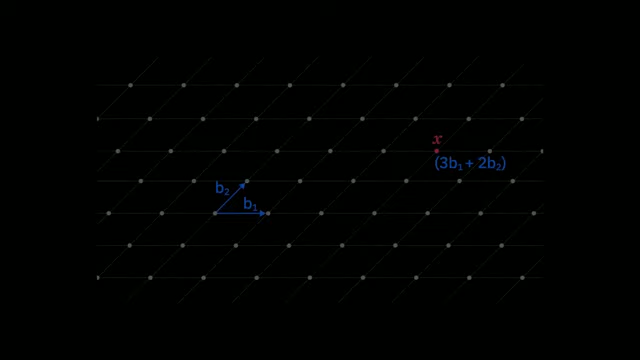 x
(3b₁ + 2b₂)
b₂
b₁